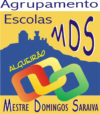 Agrupamento
Escolas
MDS
ALGUEIRÃO
MESTRE DOMINGOS SARAIVA